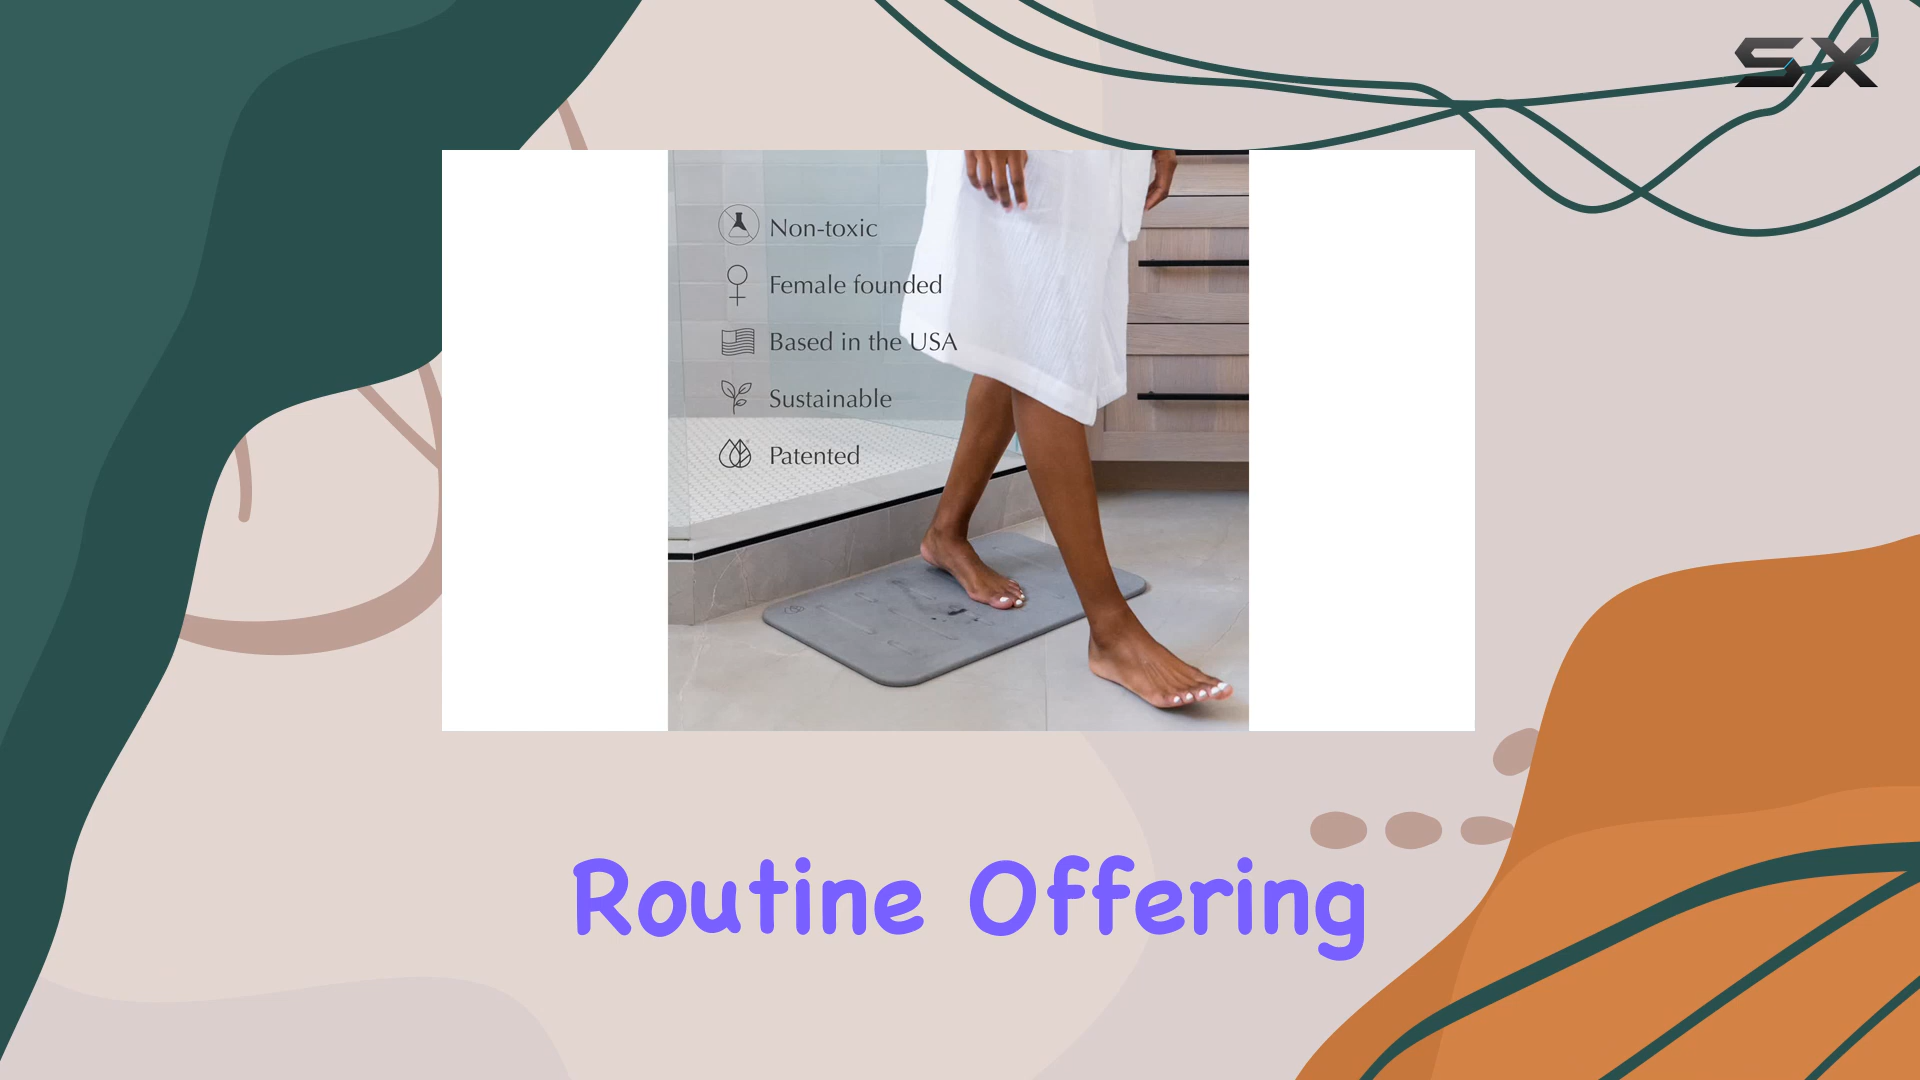 SX
Non-toxic
Female founded
Based in the USA
Sustainable
Patented
Routine Offering